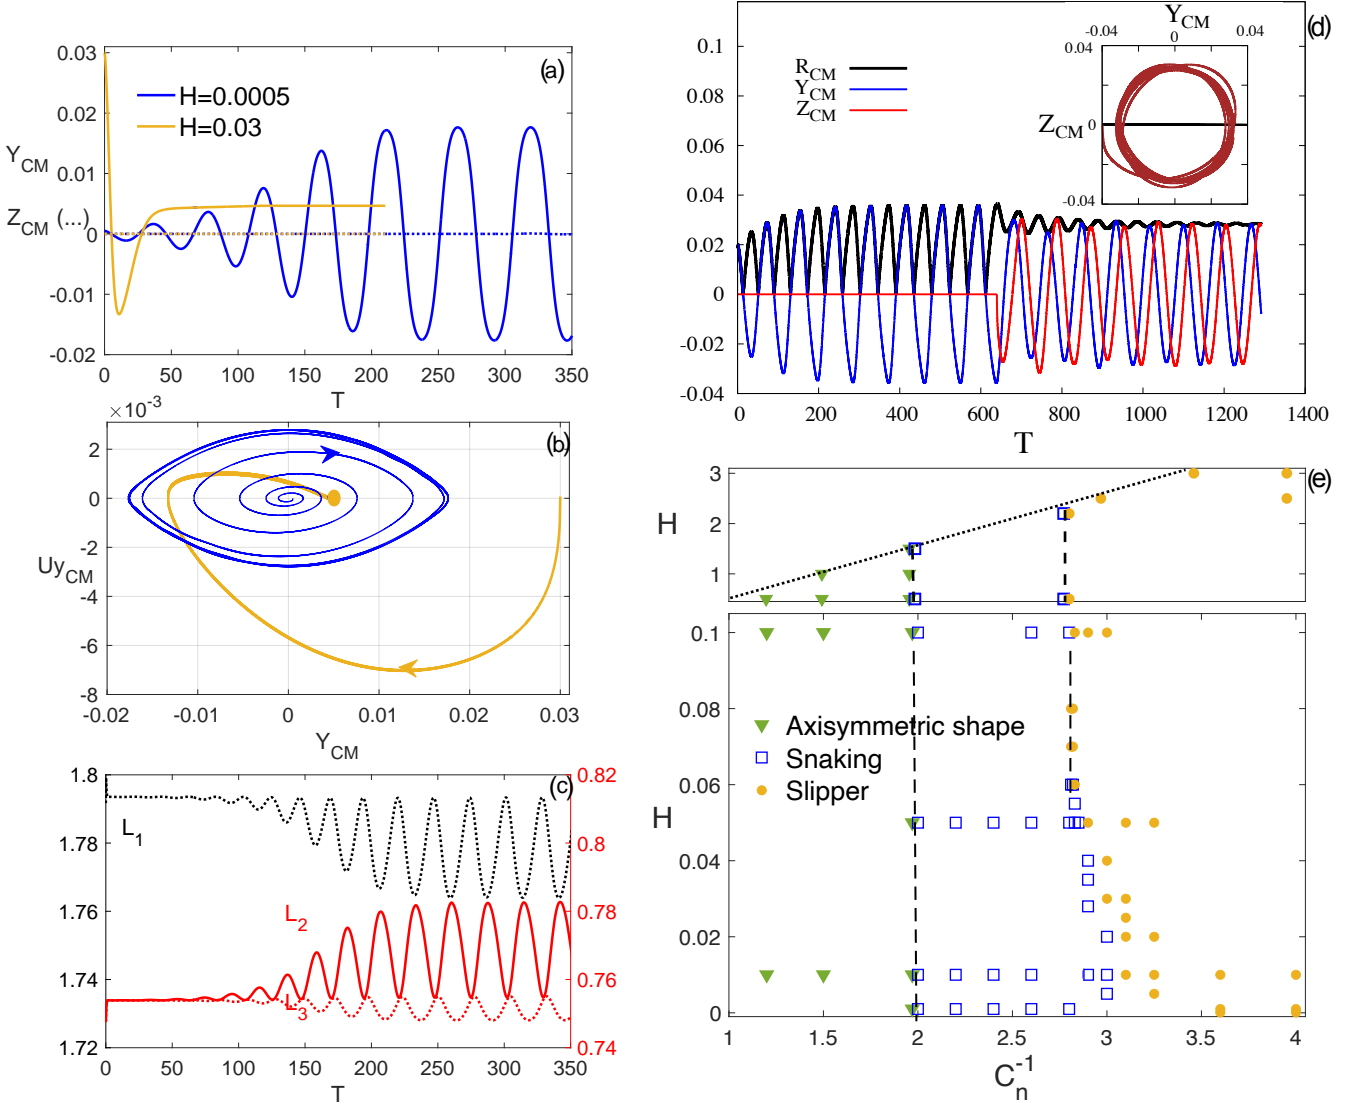 (a)
0.03
0.02
0.01
0
-0.01
-0.02
Y_CM
Z_CM (...)
H=0.0005
H=0.03
0 50 100 150 200 250 300 350
T
×10^-3
(b)
2
0
-2
-4
-6
-8
Uy_CM
-0.02 -0.01 0 0.01 0.02 0.03
Y_CM
(c)
1.8
1.78
1.76
1.74
1.72
0.82
0.8
0.78
0.76
0.74
L_1
L_2
L_3
0 50 100 150 200 250 300 350
T
(d)
0.1
0.08
0.06
0.04
0.02
0
-0.02
-0.04
R_CM
Y_CM
Z_CM
Y_CM
-0.04 0 0.04
0.04
Z_CM 0
-0.04
0 200 400 600 800 1000 1200 1400
T
(e)
3
2
1
H
0.1
0.08
0.06
0.04
0.02
0
H
Axisymmetric shape
Snaking
Slipper
1 1.5 2 2.5 3 3.5 4
C_n^-1